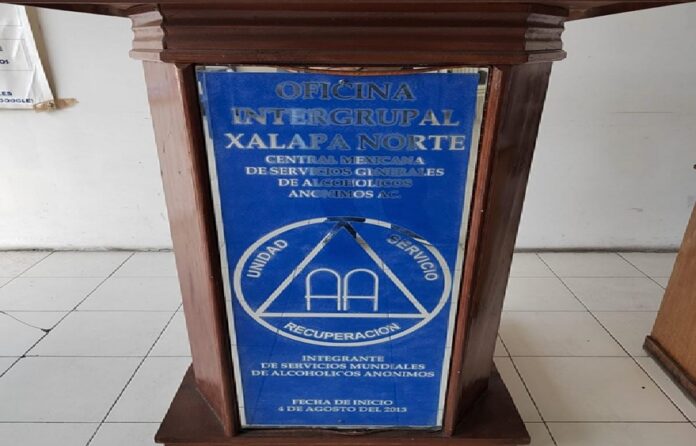 OFICINA
INTERGRUPAL
XALAPA NORTE
CENTRAL MEXICANA
DE SERVICIOS GENERALES
DE ALCOHOLICOS
ANONIMOS A.C.
UNIDAD
SERVICIO
AA
RECUPERACION
INTEGRANTE
DE SERVICIOS MUNDIALES
DE ALCOHOLICOS ANONIMOS
FECHA DE INICIO
4 DE AGOSTO DEL 2013